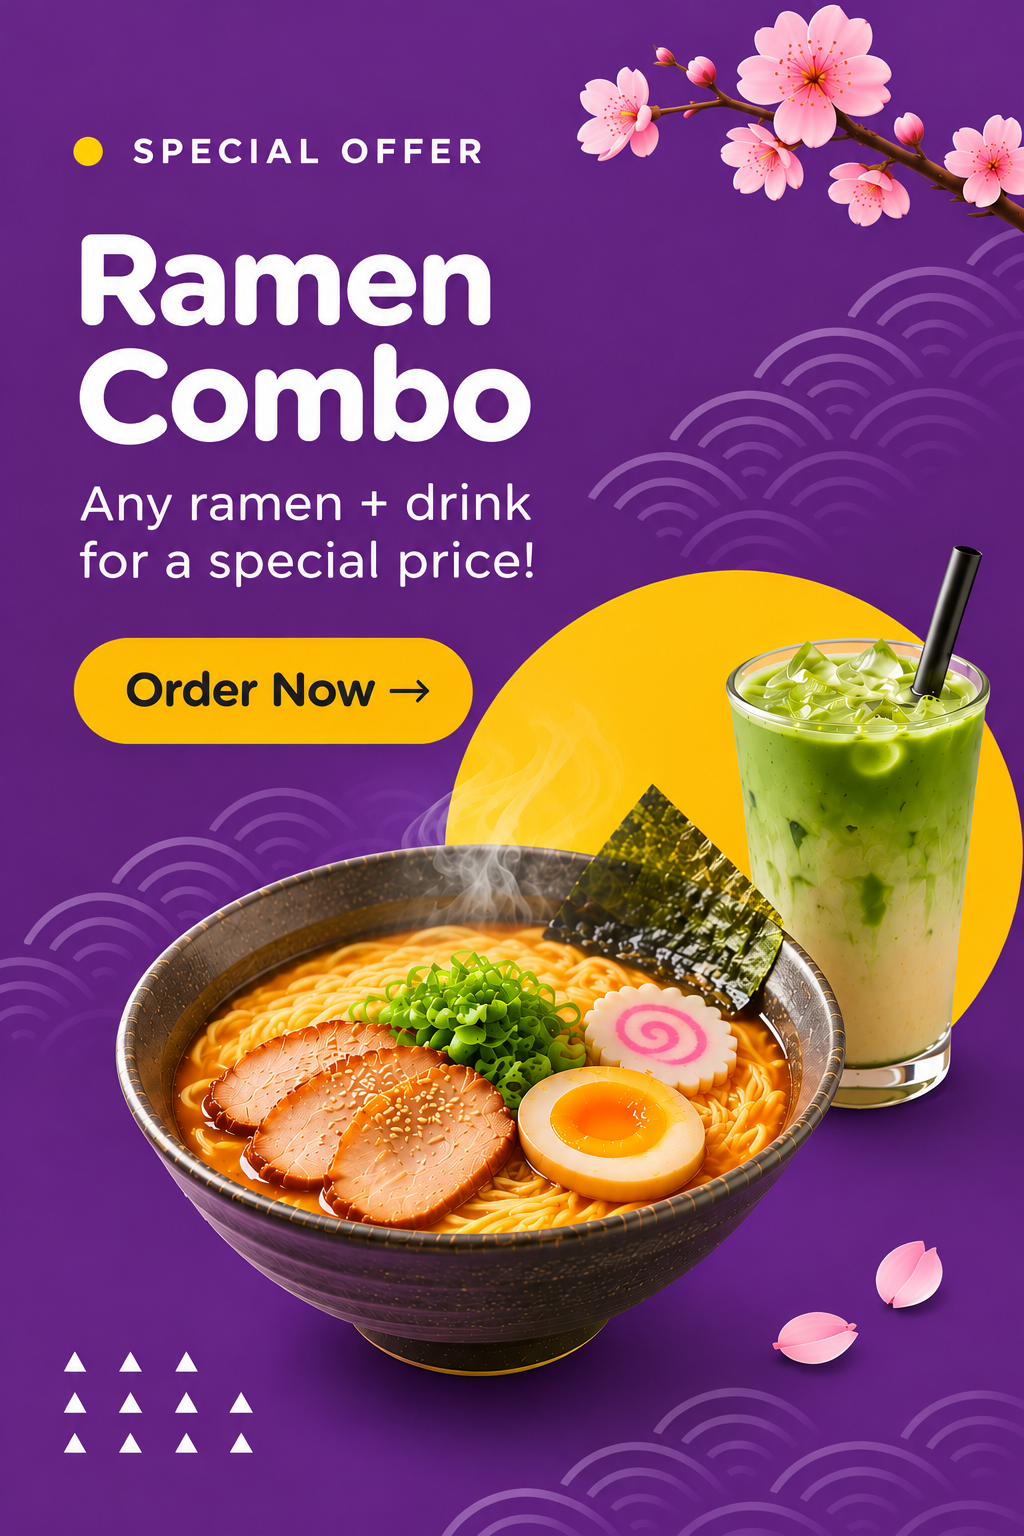 SPECIAL OFFER
Ramen
Combo
Any ramen + drink
for a special price!
Order Now →